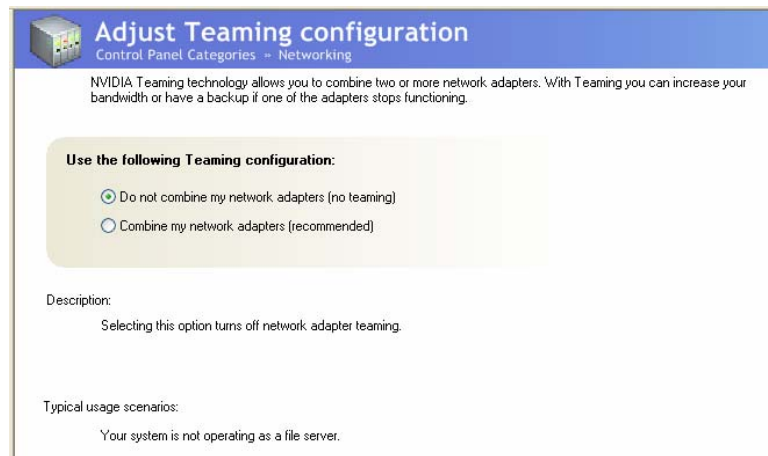 Adjust Teaming configuration
Control Panel Categories » Networking
NVIDIA Teaming technology allows you to combine two or more network adapters. With Teaming you can increase your
bandwidth or have a backup if one of the adapters stops functioning.
Use the following Teaming configuration:
Do not combine my network adapters (no teaming)
Combine my network adapters (recommended)
Description:
Selecting this option turns off network adapter teaming.
Typical usage scenarios:
Your system is not operating as a file server.